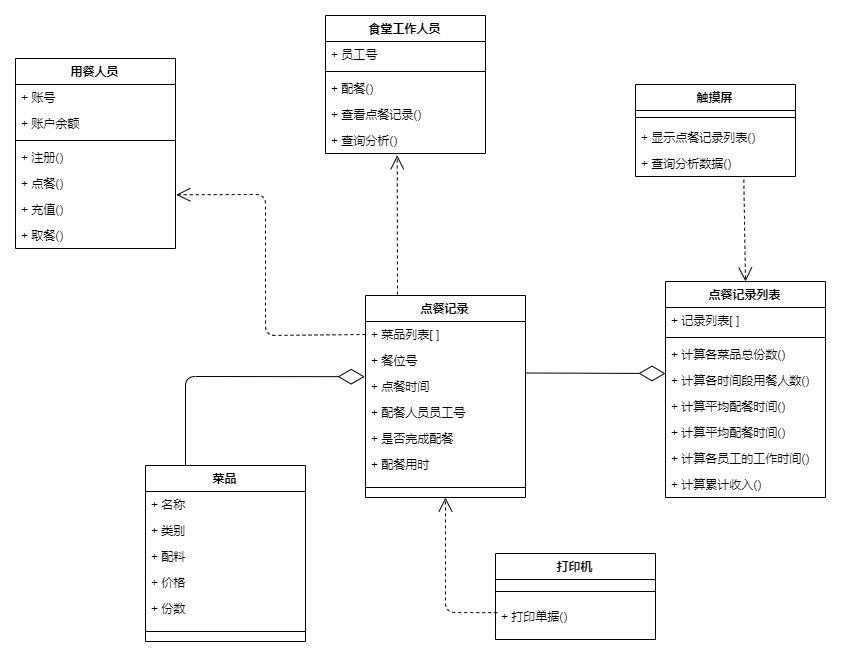 食堂工作人员
+ 员工号
+ 配餐()
+ 查看点餐记录()
+ 查询分析()
用餐人员
+ 账号
+ 账户余额
+ 注册()
+ 点餐()
+ 充值()
+ 取餐()
触摸屏
+ 显示点餐记录列表()
+ 查询分析数据()
点餐记录
+ 菜品列表[ ]
+ 餐位号
+ 点餐时间
+ 配餐人员员工号
+ 是否完成配餐
+ 配餐用时
点餐记录列表
+ 记录列表[ ]
+ 计算各菜品总份数()
+ 计算各时间段用餐人数()
+ 计算平均配餐时间()
+ 计算平均配餐时间()
+ 计算各员工的工作时间()
+ 计算累计收入()
菜品
+ 名称
+ 类别
+ 配料
+ 价格
+ 份数
打印机
+ 打印单据()